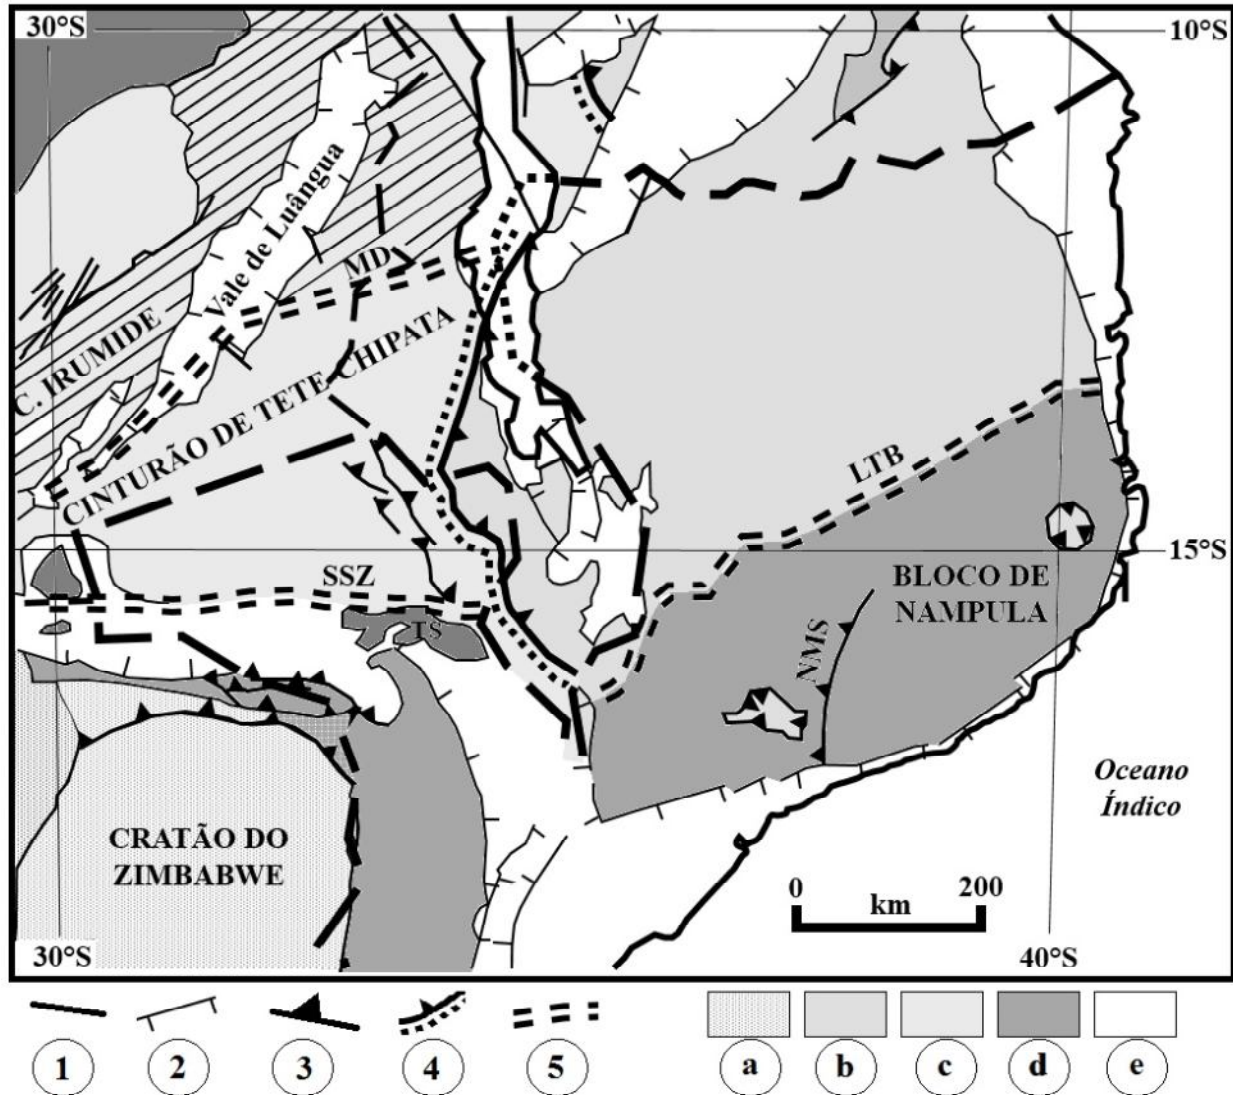 30°S
10°S
Vale de Luângua
MD
C. IRUMIDE
CINTURÃO DE TETE CHIPATA
LTB
15°S
SSZ
TS
BLOCO DE
NAMPULA
NMS
Oceano
Índico
CRATÃO DO
ZIMBABWE
0
200
km
30°S
40°S
1
2
3
4
5
a
b
c
d
e